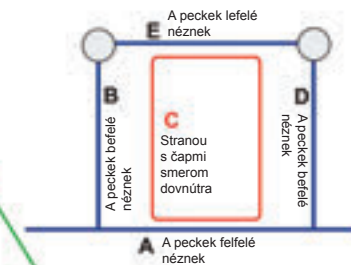 A peckek lefelé
E néznek
B
A peckek befelé
néznek
C
Stranou
s čapmi
smerom
dovnútra
D
A peckek befelé
néznek
A A peckek felfelé
néznek